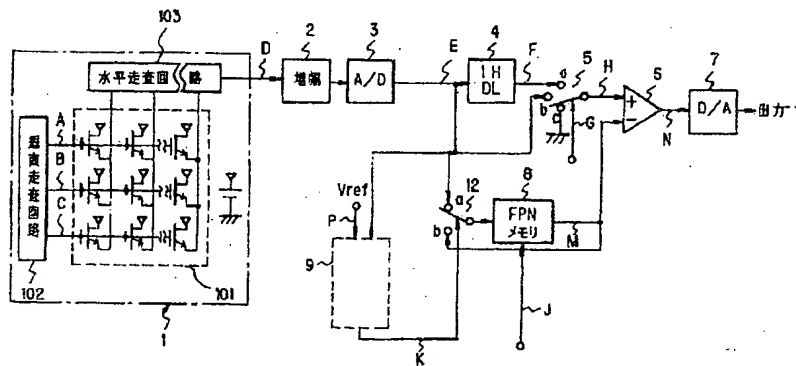 103
水平走査回路
D
2
増幅
3
A/D
E
4
1H
DL
F
a
b
c
5
G
H
+
-
6
N
7
D/A
出力
A
B
C
垂直走査回路
102
101
1
Vref
P
9
K
a
b
12
8
FPN
メモリ
M
J